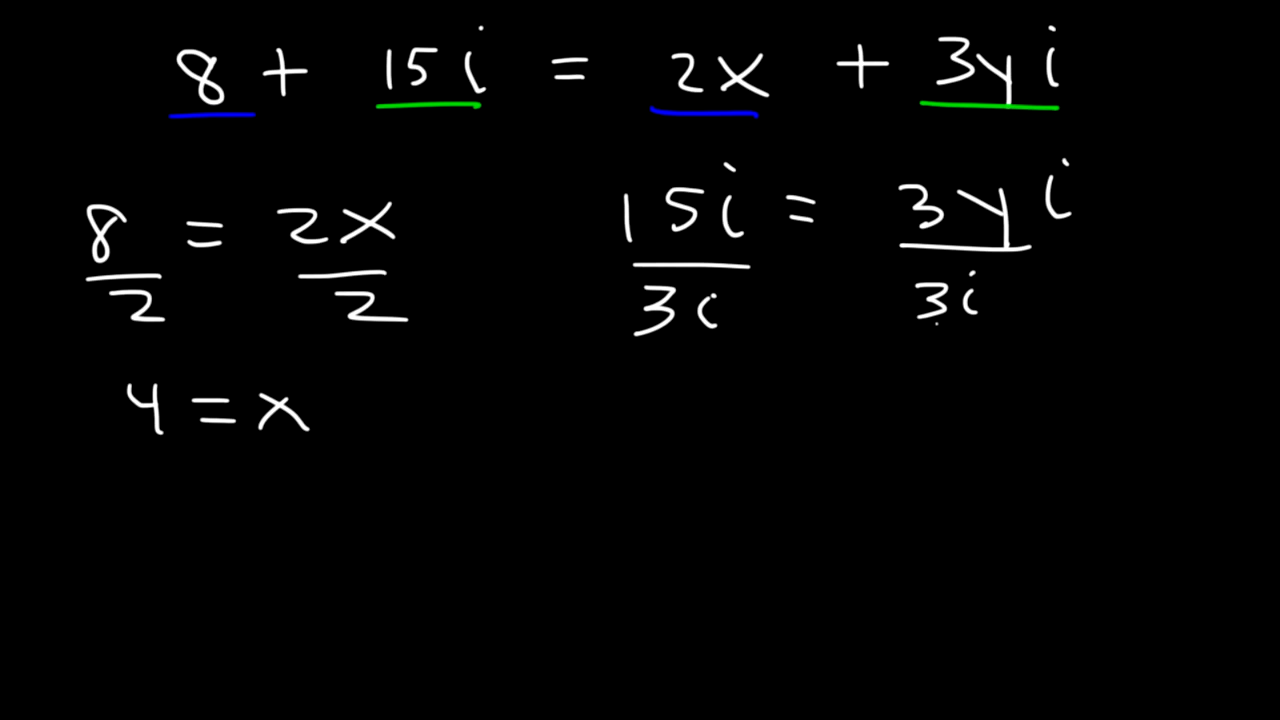 8 + 15i = 2x + 3yi
8 = 2x 15i = 3yi
2 2 3i 3i
4 = x